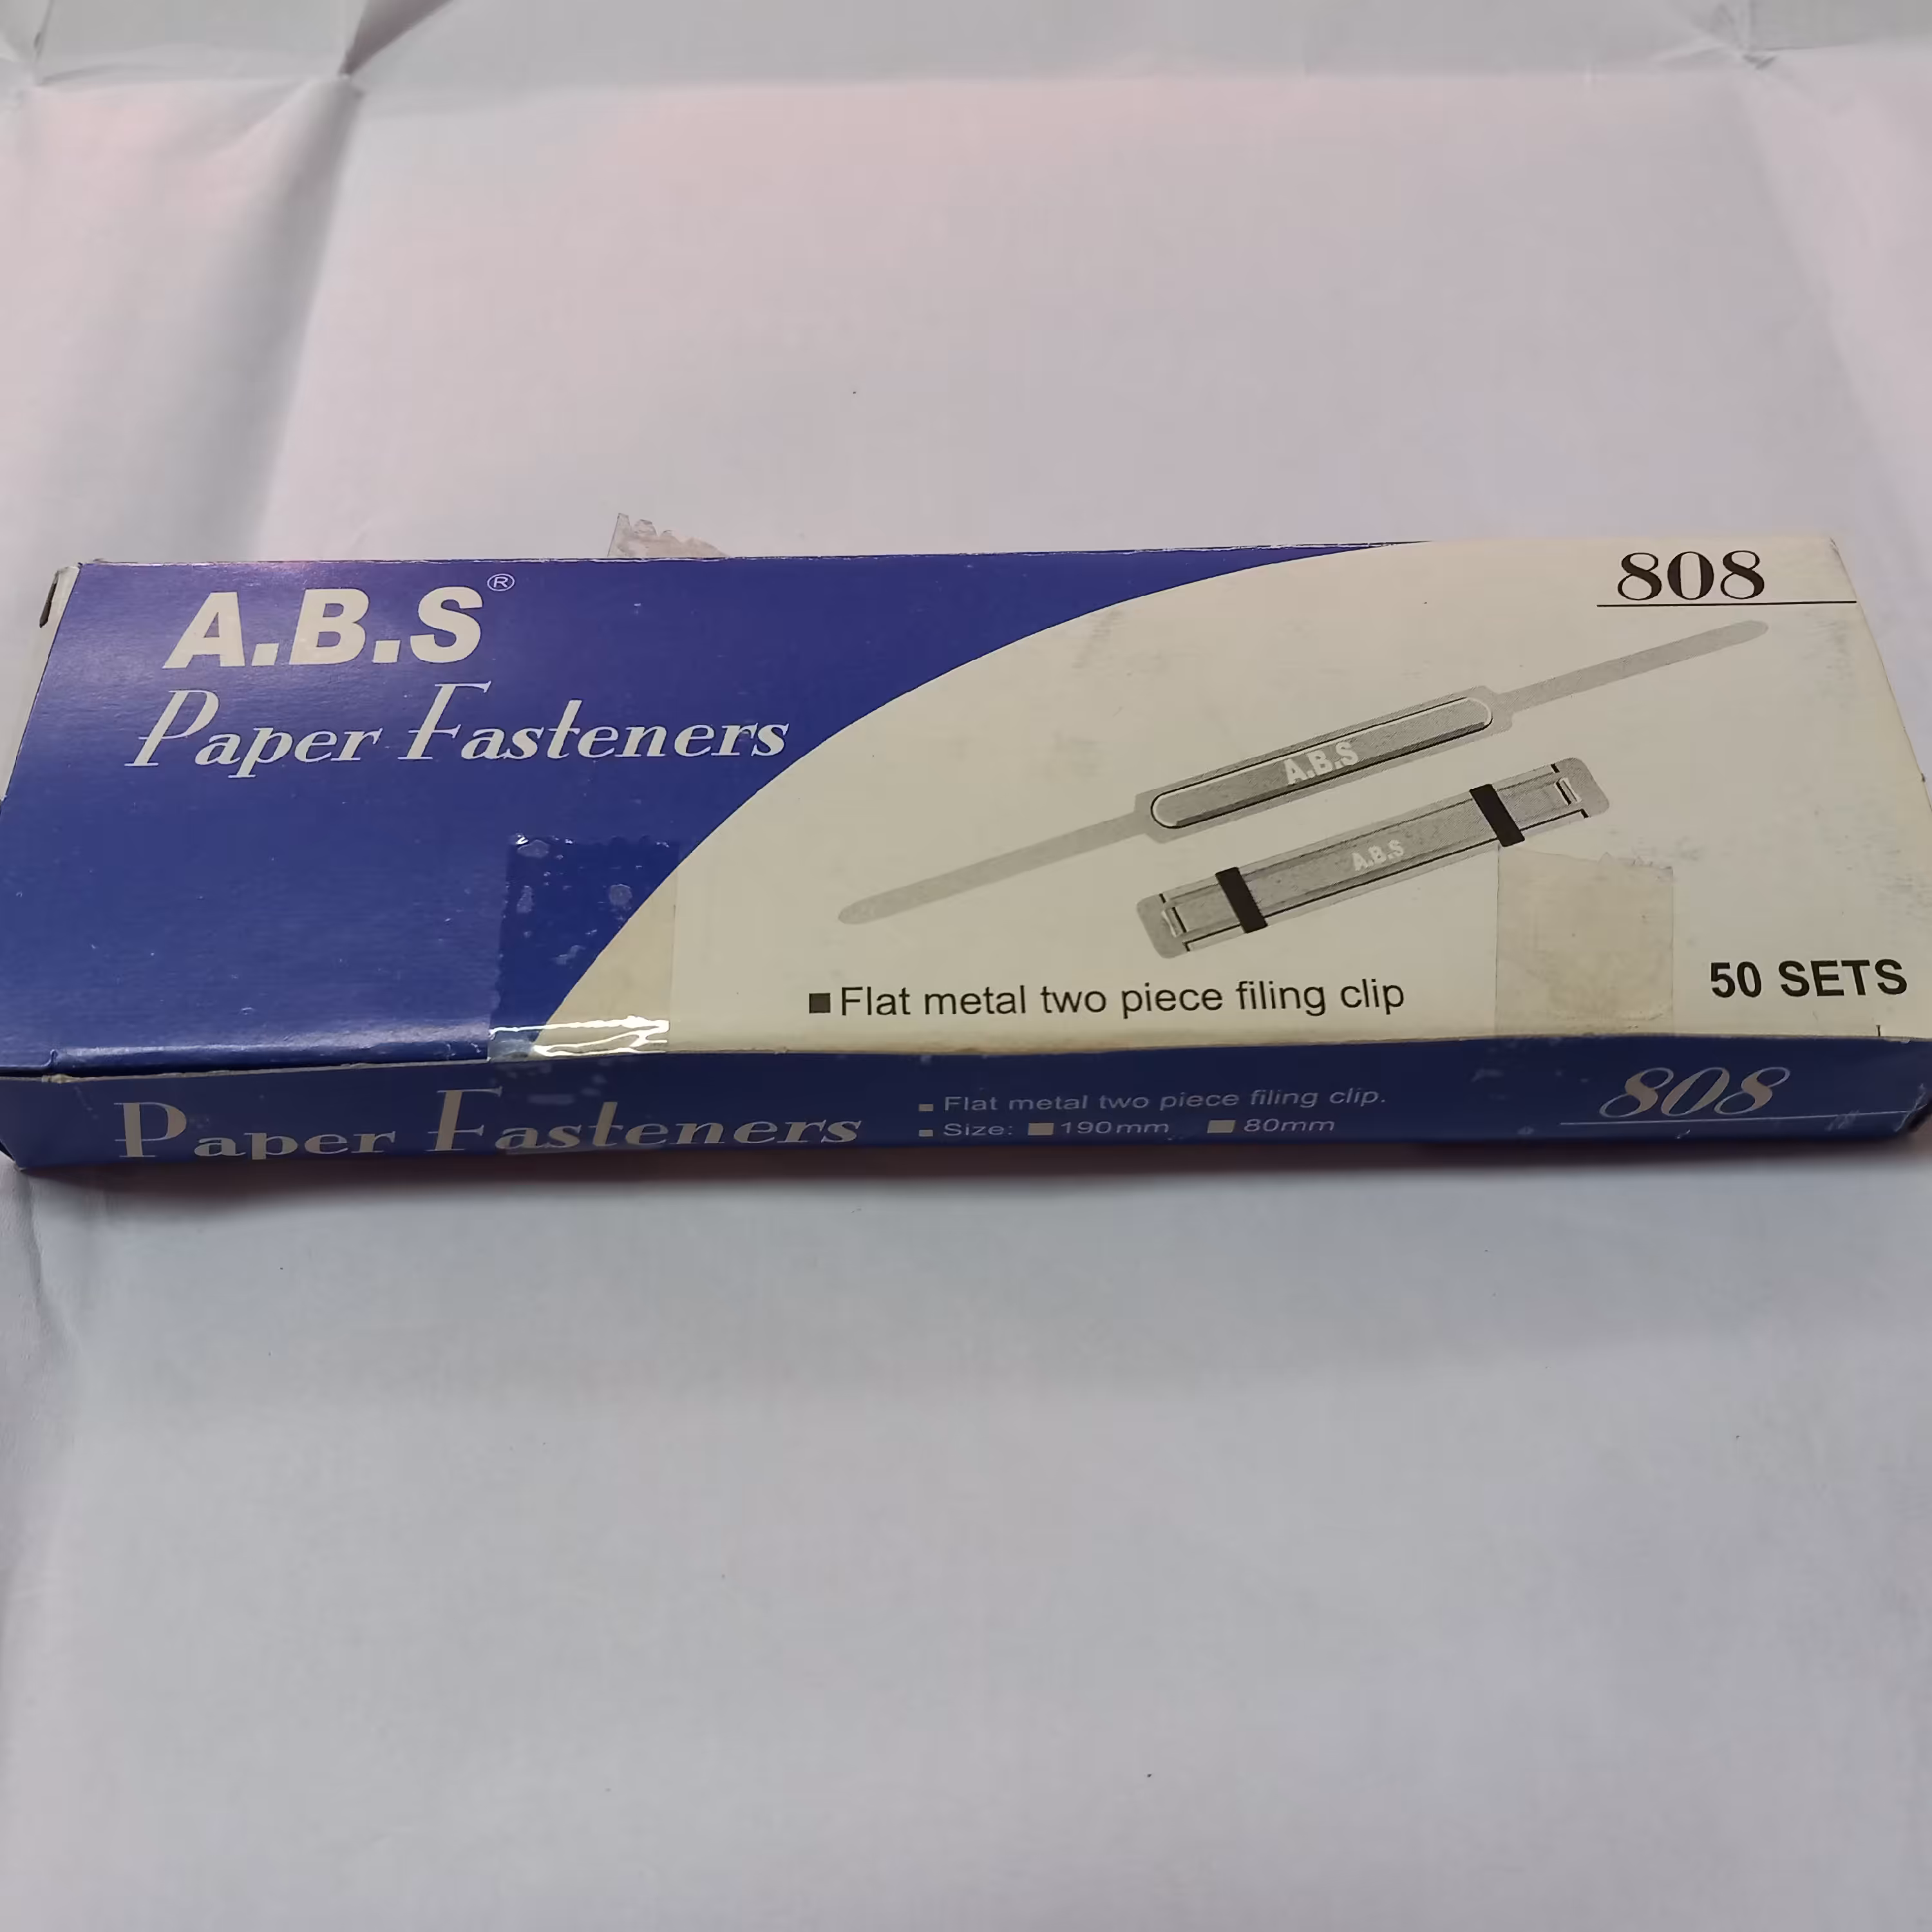 A.B.S®
Paper Fasteners
808
A.B.S
A.B.S
■ Flat metal two piece filing clip
50 SETS
Paper Fasteners
▪ Flat metal two piece filing clip.
▪ Size: ■ 190mm ■ 80mm
808